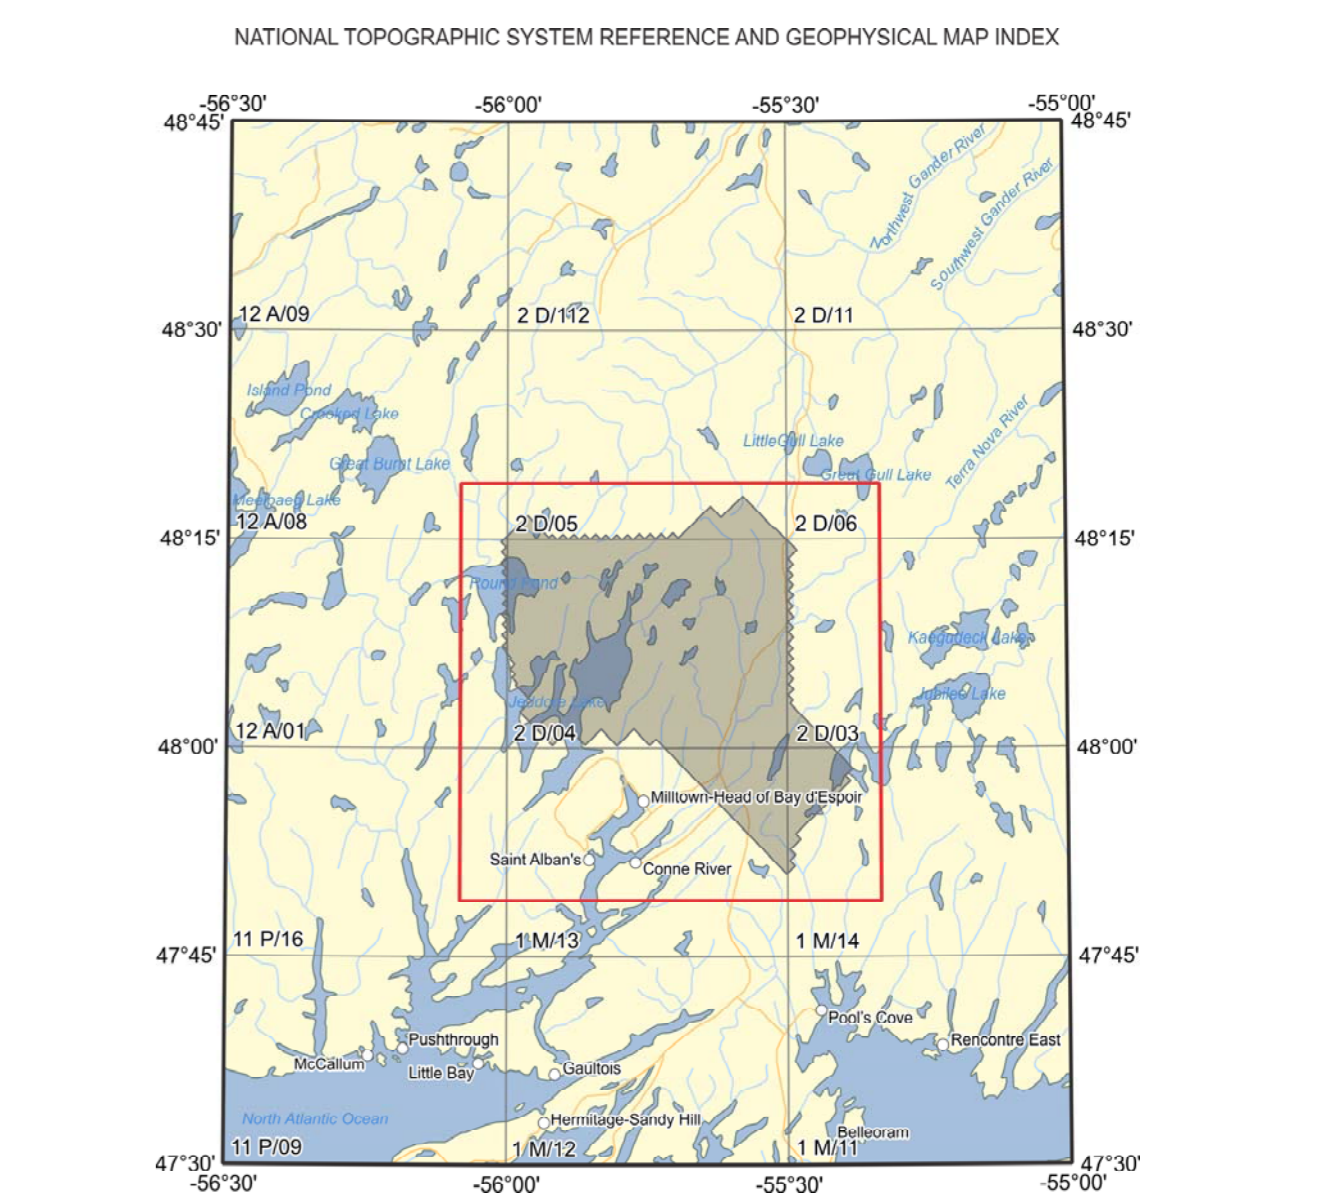 NATIONAL TOPOGRAPHIC SYSTEM REFERENCE AND GEOPHYSICAL MAP INDEX
-56°30' -56°00' -55°30' -55°00'
48°45' 48°45'
Northwest Gander River
Southwest Gander River
12 A/09 2 D/112 2 D/11
48°30' 48°30'
Island Pond
Crooked Lake
Terra Nova River
LittleGull Lake
Great Burnt Lake
Great Gull Lake
Meelpaeg Lake
12 A/08 2 D/05 2 D/06
48°15' 48°15'
Round Pond
Kaegudeck Lake
Jubilee Lake
Jeddore Lake
12 A/01 2 D/04 2 D/03
48°00' 48°00'
Milltown-Head of Bay d'Espoir
Saint Alban's
Conne River
11 P/16 1 M/13 1 M/14
47°45' 47°45'
Pool's Cove
Pushthrough Rencontre East
McCallum
Little Bay Gaultois
North Atlantic Ocean Hermitage-Sandy Hill
Belleoram
11 P/09 1 M/12 1 M/11
47°30' 47°30'
-56°30' -56°00' -55°30' -55°00'